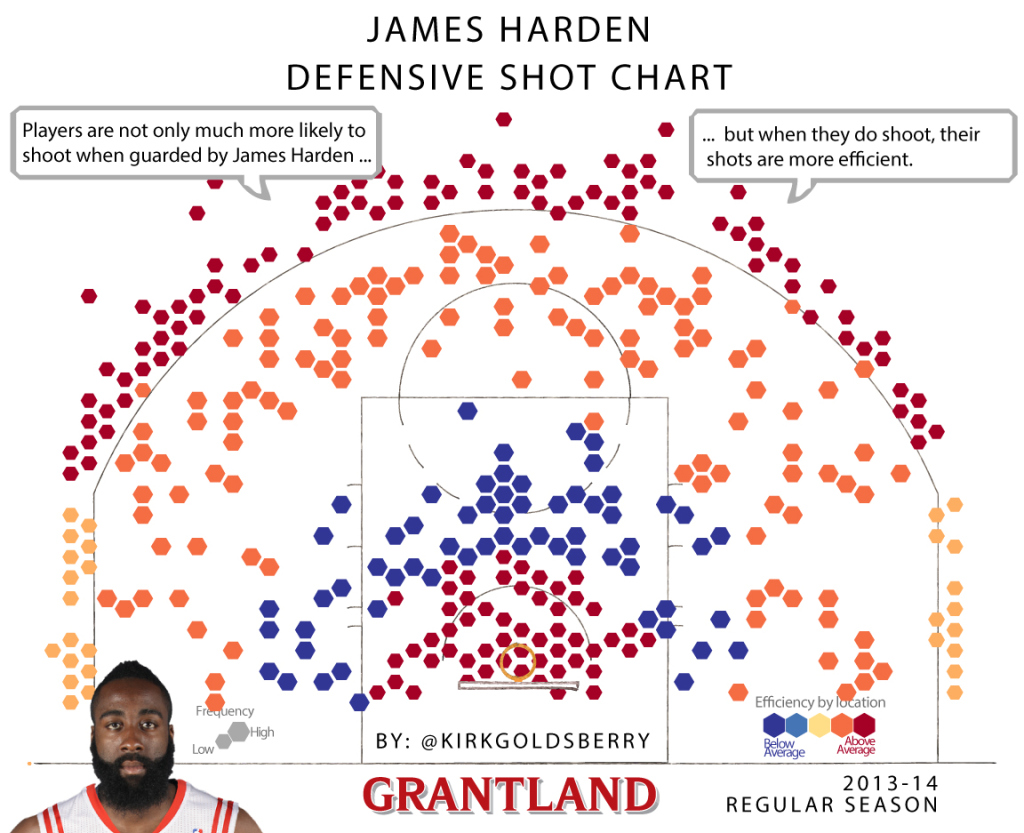 JAMES HARDEN
DEFENSIVE SHOT CHART
Players are not only much more likely to
shoot when guarded by James Harden ...
... but when they do shoot, their
shots are more efficient.
Frequency
High
Low
Efficiency by location
Below
Average
Above
Average
BY: @KIRKGOLDSBERRY
GRANTLAND
2013-14
REGULAR SEASON